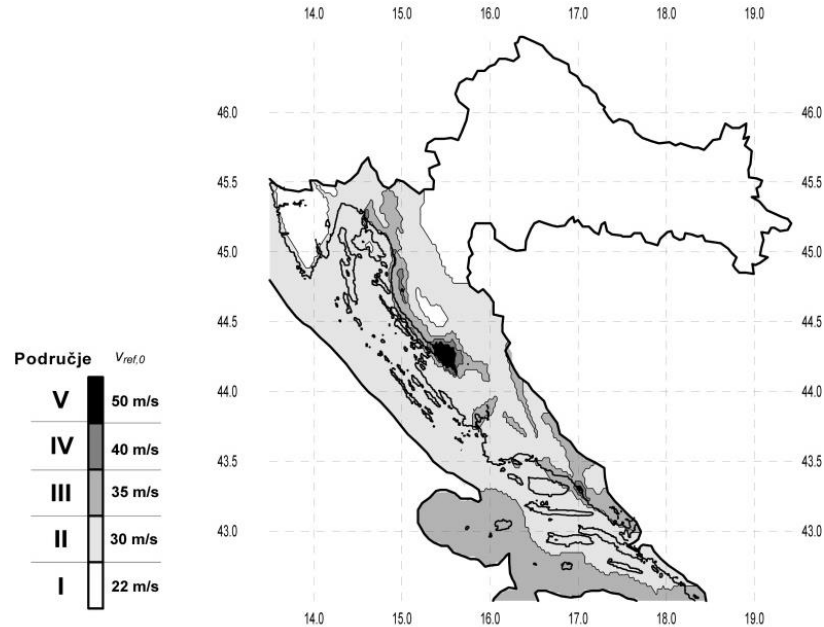 14.0 15.0 16.0 17.0 18.0 19.0
46.0 46.0
45.5 45.5
45.0 45.0
44.5 44.5
44.0 44.0
43.5 43.5
43.0 43.0
14.0 15.0 16.0 17.0 18.0 19.0
Područje Vref,0
V 50 m/s
IV 40 m/s
III 35 m/s
II 30 m/s
I 22 m/s